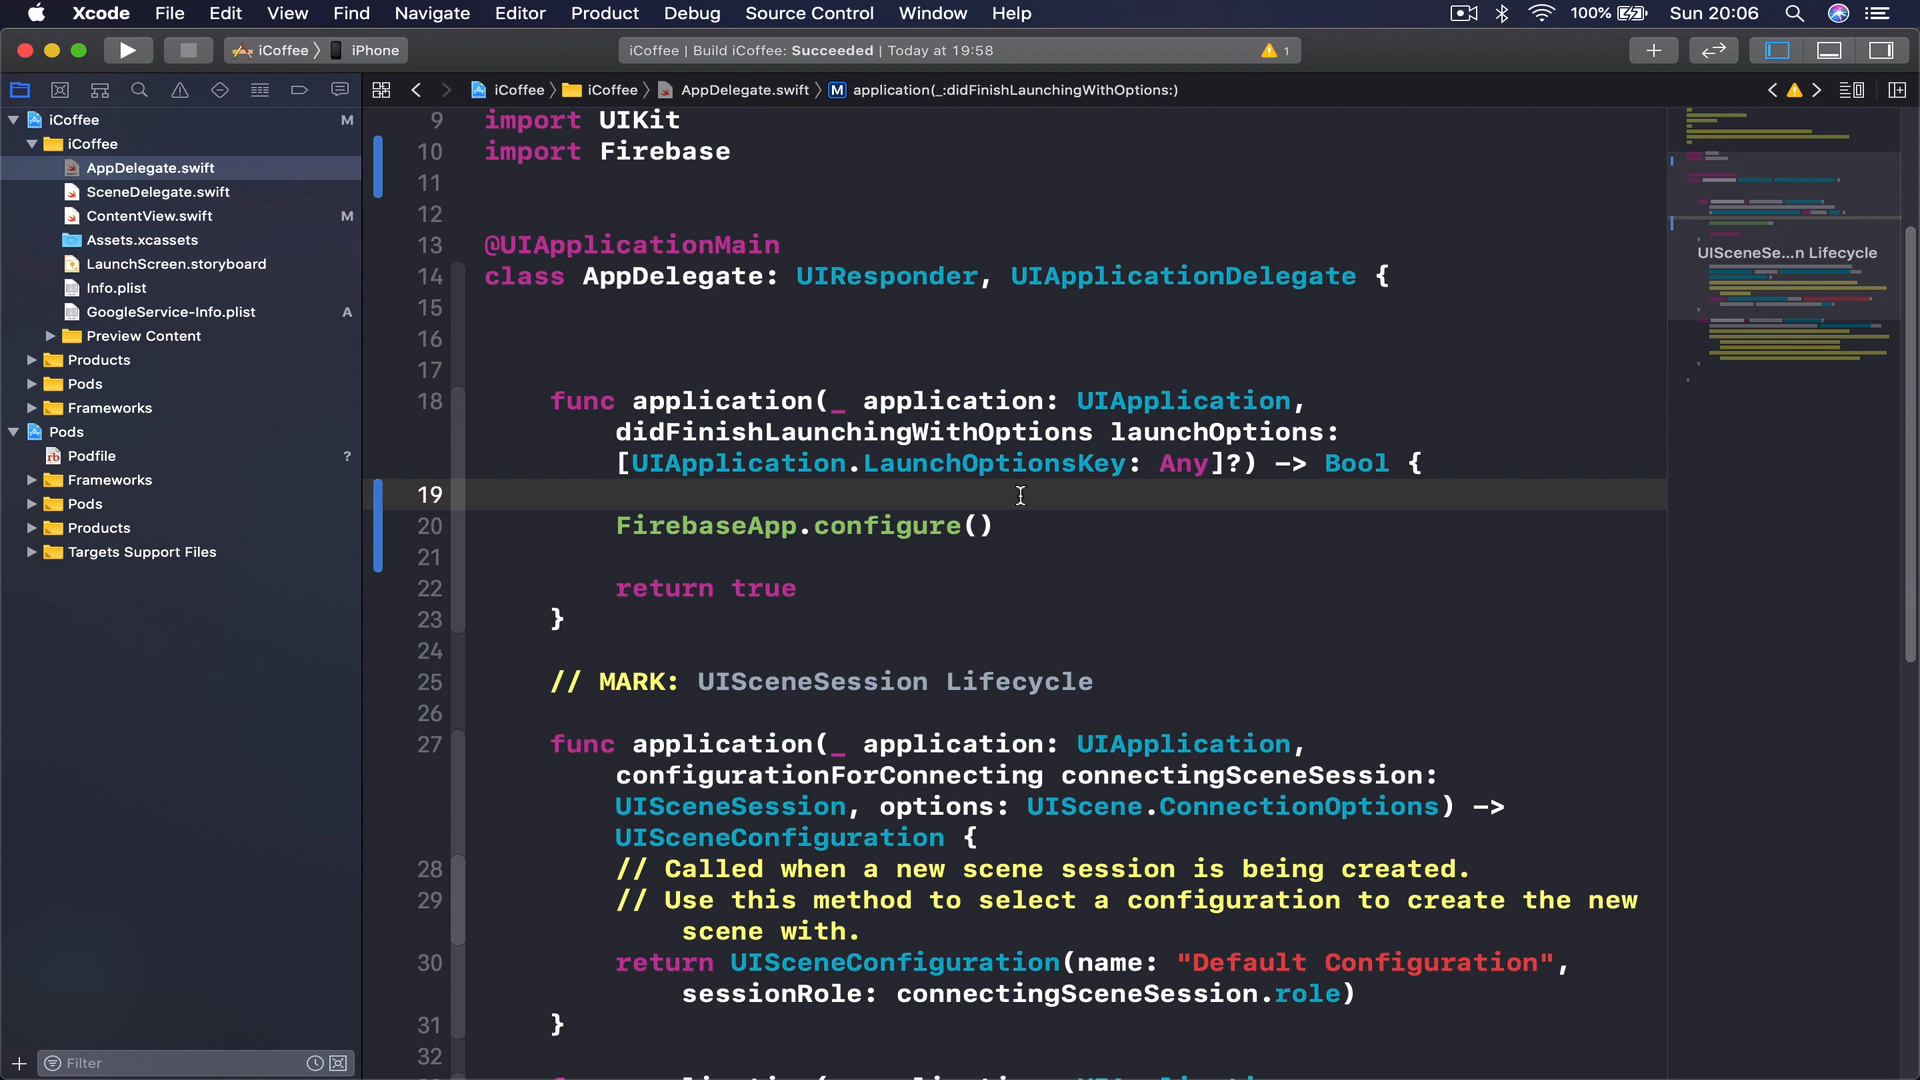 Xcode File Edit View Find Navigate Editor Product Debug Source Control Window Help 100% Sun 20:06
iCoffee iPhone iCoffee | Build iCoffee: Succeeded | Today at 19:58 1
iCoffee iCoffee AppDelegate.swift M application(_:didFinishLaunchingWithOptions:)
iCoffee M
iCoffee
AppDelegate.swift
SceneDelegate.swift
ContentView.swift M
Assets.xcassets
LaunchScreen.storyboard
Info.plist
GoogleService-Info.plist A
Preview Content
Products
Pods
Frameworks
Pods
Podfile ?
Frameworks
Pods
Products
Targets Support Files
Filter
9 import UIKit
10 import Firebase
11
12
13 @UIApplicationMain
14 class AppDelegate: UIResponder, UIApplicationDelegate {
15
16
17
18 func application(_ application: UIApplication,
didFinishLaunchingWithOptions launchOptions:
[UIApplication.LaunchOptionsKey: Any]?) -> Bool {
19
20 FirebaseApp.configure()
21
22 return true
23 }
24
25 // MARK: UISceneSession Lifecycle
26
27 func application(_ application: UIApplication,
configurationForConnecting connectingSceneSession:
UISceneSession, options: UIScene.ConnectionOptions) ->
UISceneConfiguration {
28 // Called when a new scene session is being created.
29 // Use this method to select a configuration to create the new
scene with.
30 return UISceneConfiguration(name: "Default Configuration",
sessionRole: connectingSceneSession.role)
31 }
32
UISceneSe...n Lifecycle